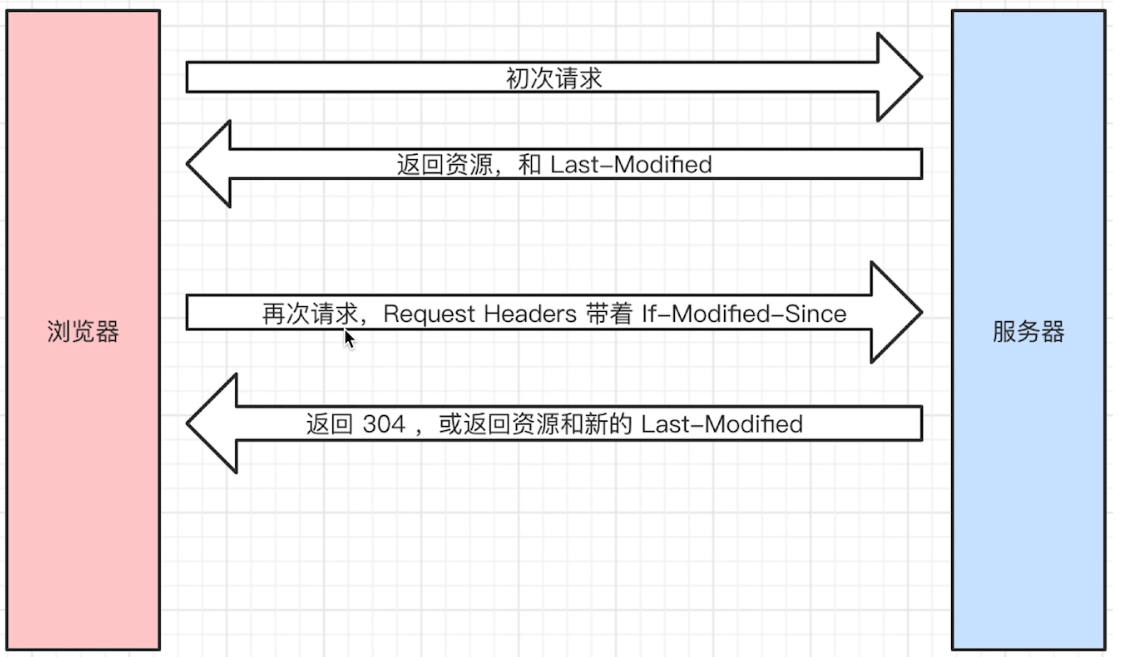 初次请求
返回资源，和 Last-Modified
再次请求，Request Headers 带着 If-Modified-Since
浏览器
服务器
返回 304 ，或返回资源和新的 Last-Modified